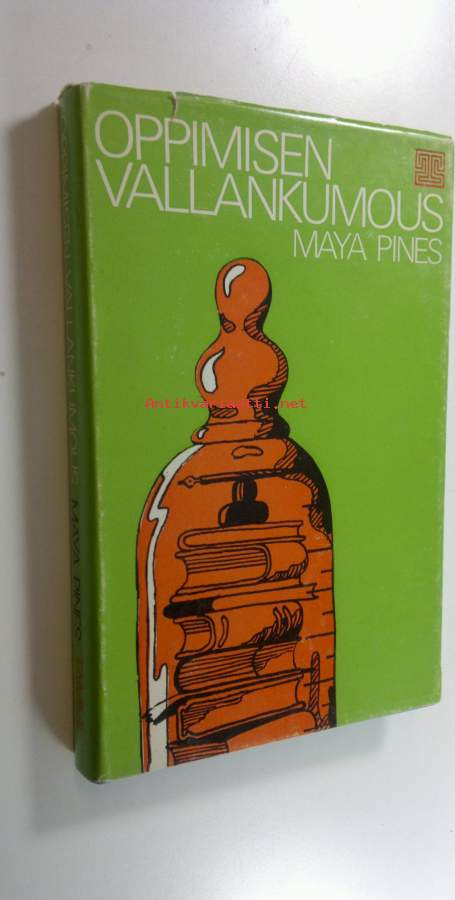 OPPIMISEN
VALLANKUMOUS
MAYA PINES
Antikvariaatti.net
OPPIMISEN VALLANKUMOUS MAYA PINES